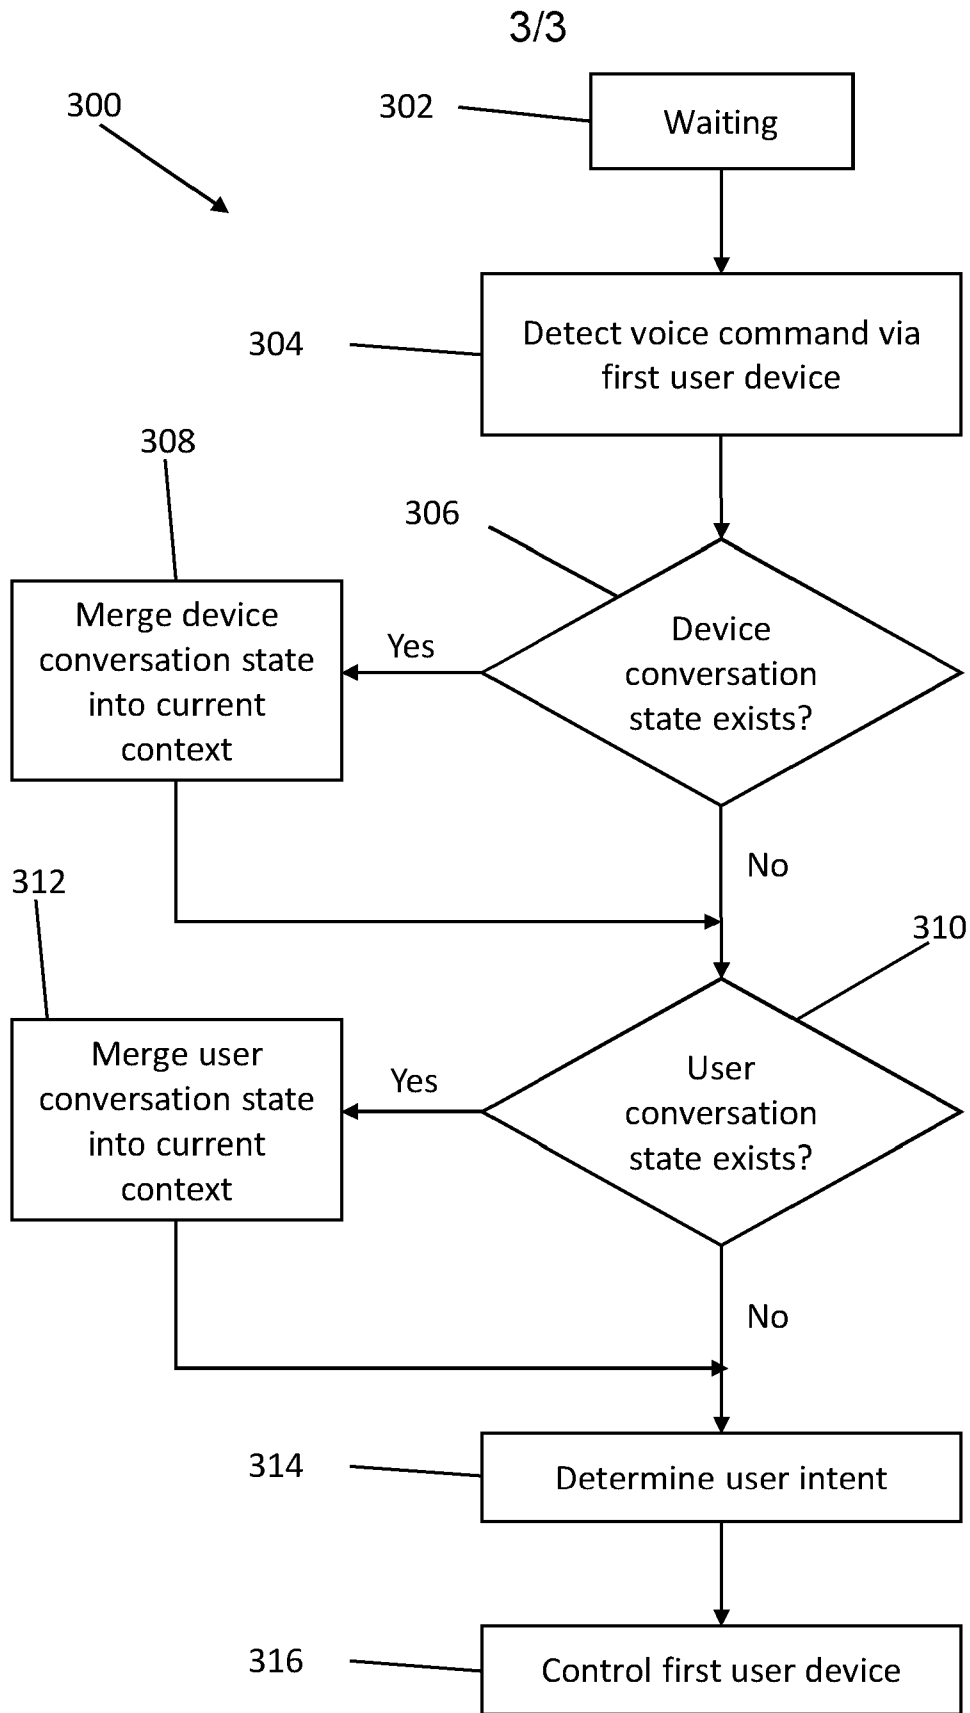 3/3
300
302
Waiting
304
Detect voice command via
first user device
308
306
Merge device
conversation state
into current
context
Yes
Device
conversation
state exists?
No
312
310
Merge user
conversation state
into current
context
Yes
User
conversation
state exists?
No
314
Determine user intent
316
Control first user device